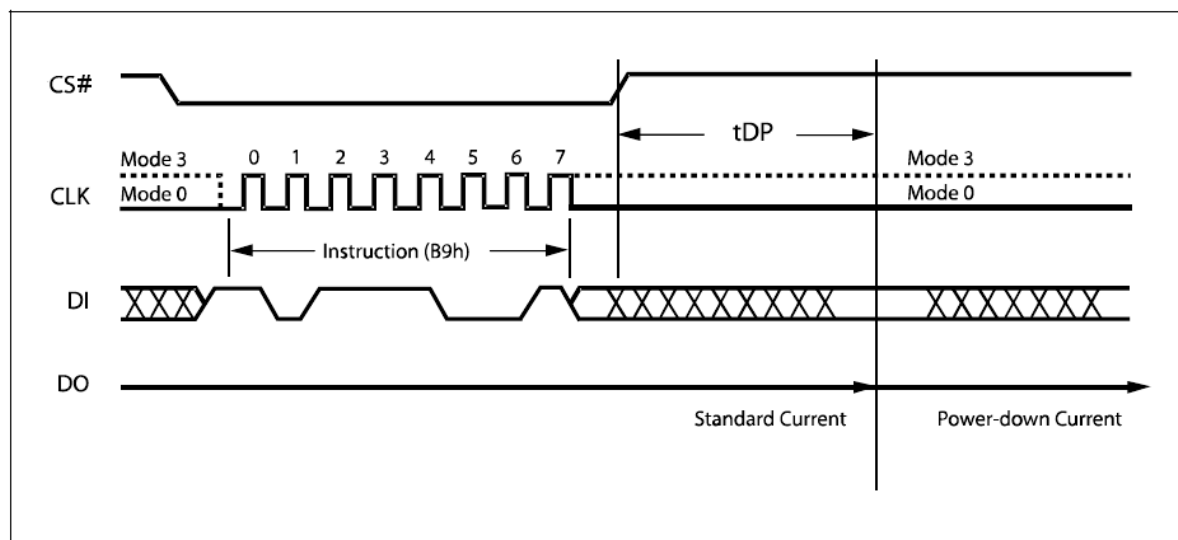 CS#
tDP
Mode 3
0 1 2 3 4 5 6 7
Mode 3
CLK
Mode 0
Mode 0
Instruction (B9h)
DI
DO
Standard Current
Power-down Current